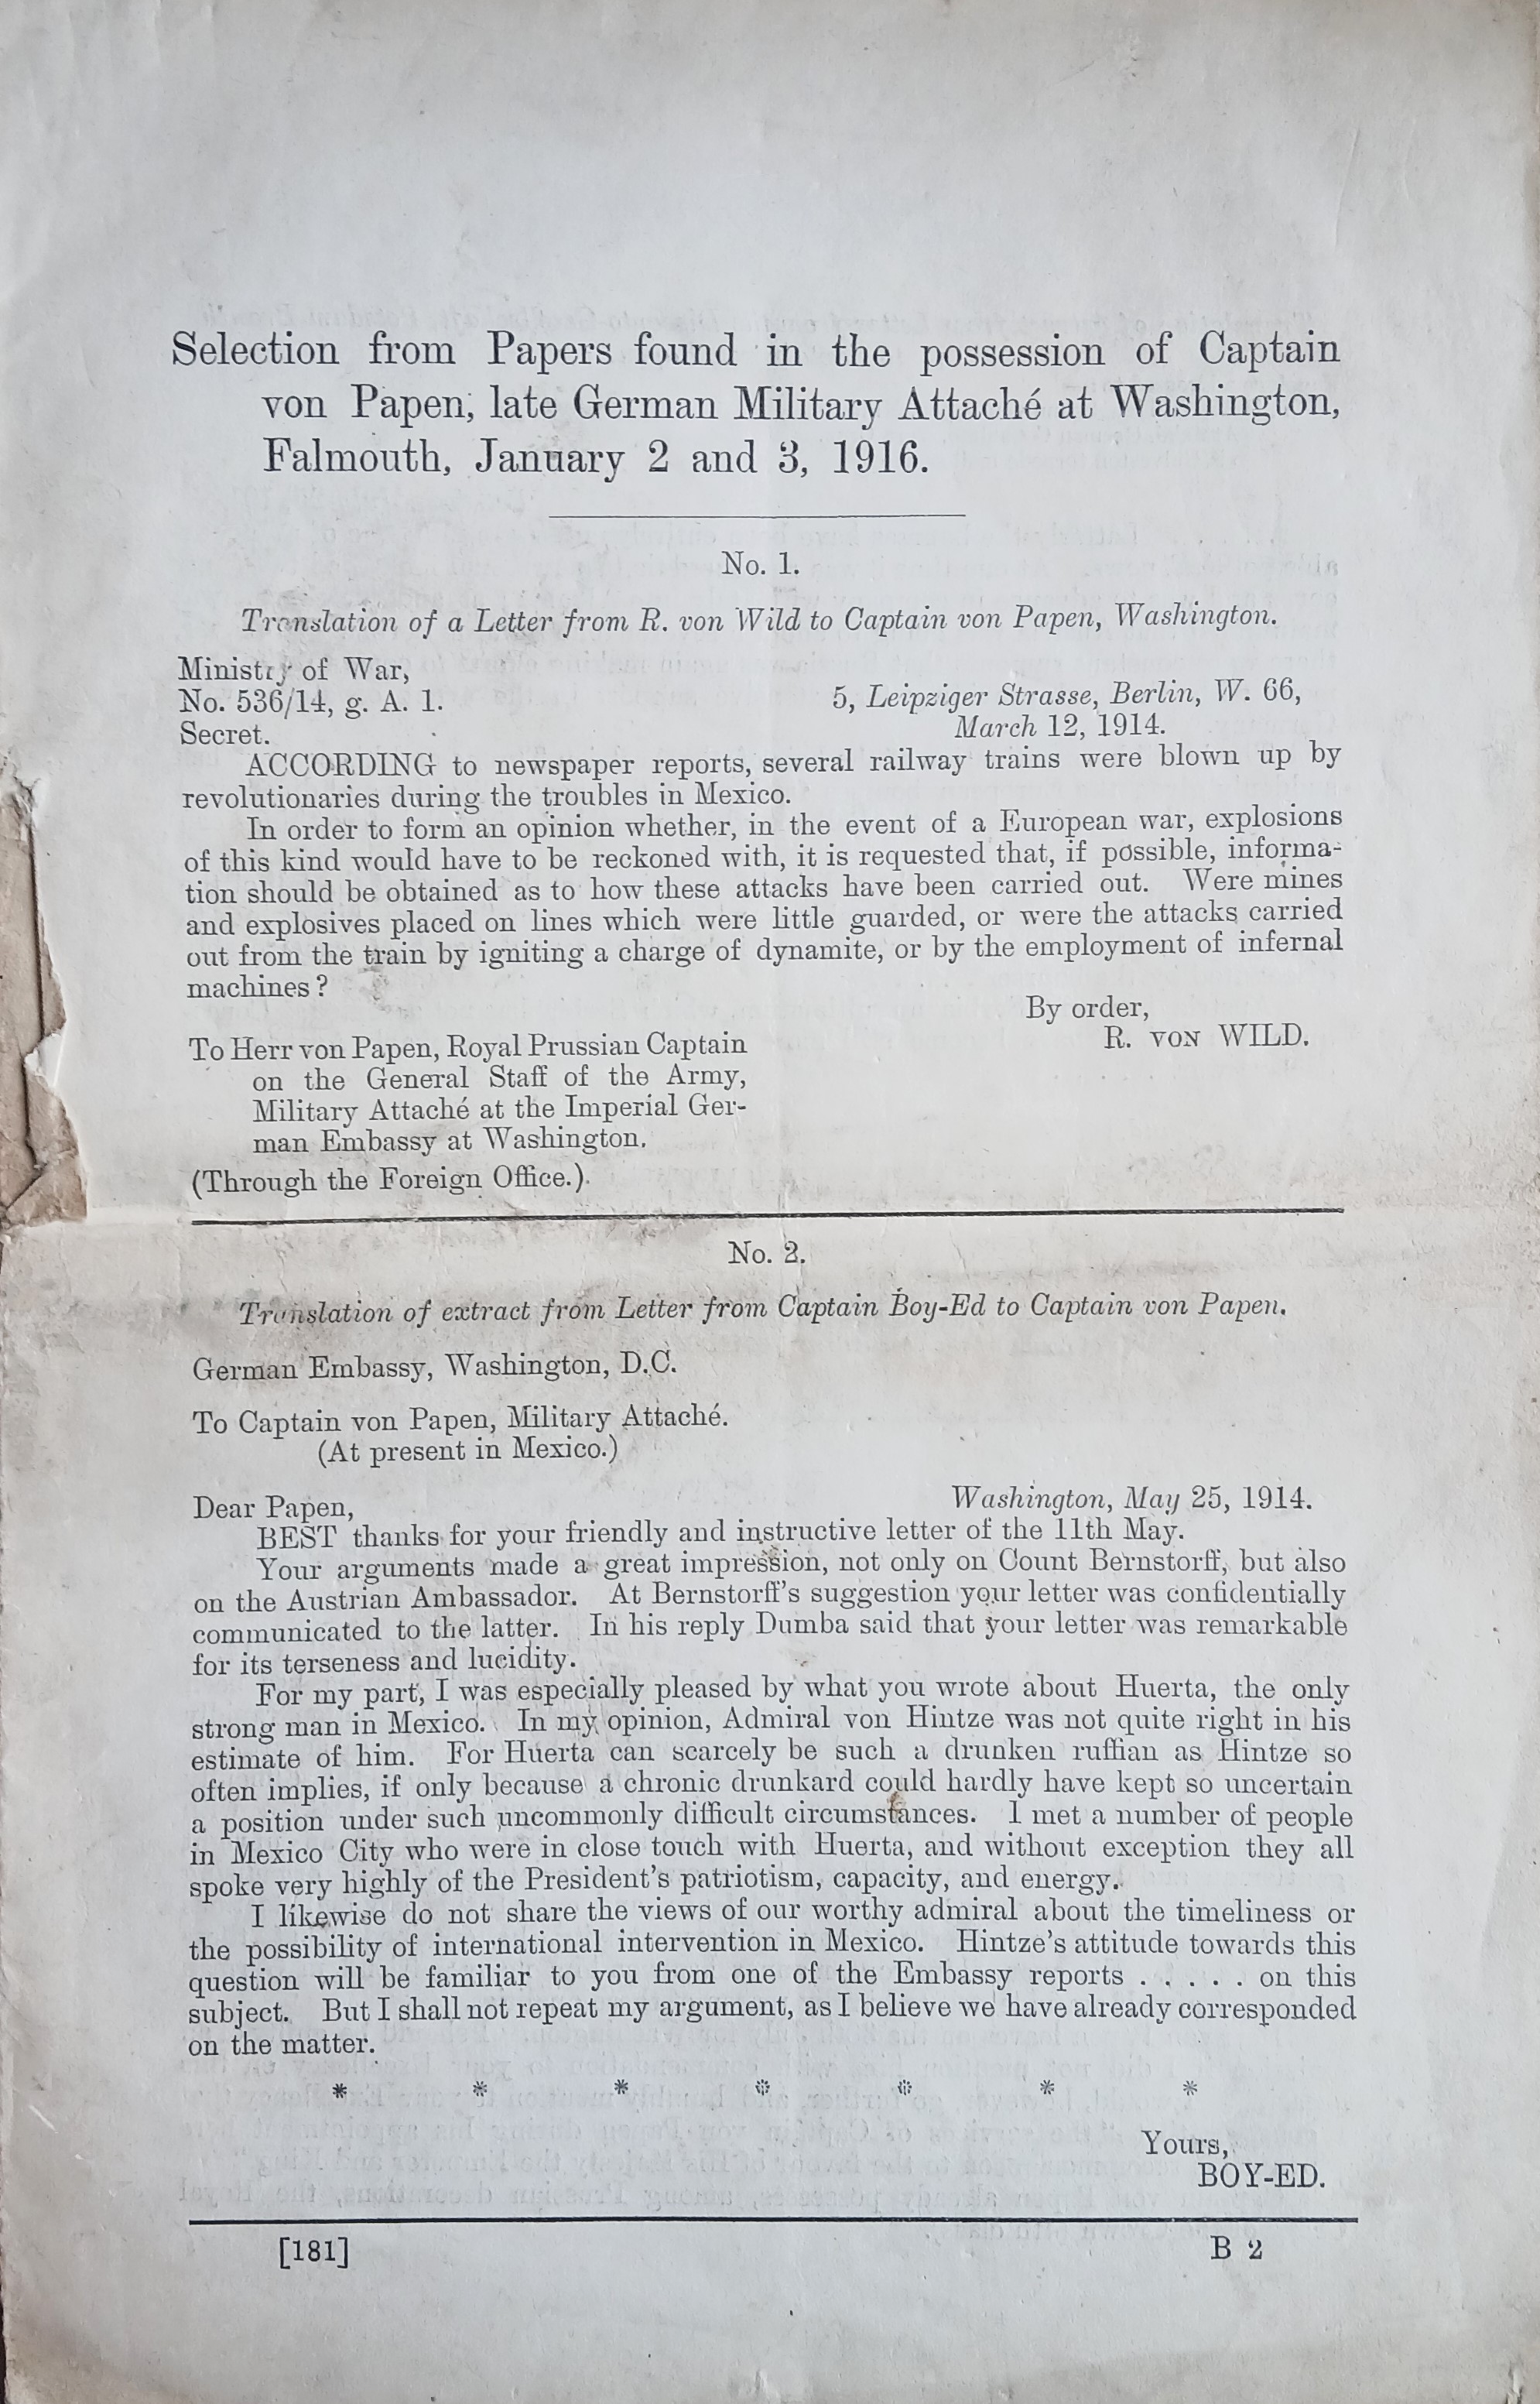 Selection from Papers found in the possession of Captain
von Papen, late German Military Attaché at Washington,
Falmouth, January 2 and 3, 1916.
No. 1.
Translation of a Letter from R. von Wild to Captain von Papen, Washington.
Ministry of War,
No. 536/14, g. A. 1.
Secret.
5, Leipziger Strasse, Berlin, W. 66,
March 12, 1914.
ACCORDING to newspaper reports, several railway trains were blown up by
revolutionaries during the troubles in Mexico.
In order to form an opinion whether, in the event of a European war, explosions
of this kind would have to be reckoned with, it is requested that, if possible, informa-
tion should be obtained as to how these attacks have been carried out. Were mines
and explosives placed on lines which were little guarded, or were the attacks carried
out from the train by igniting a charge of dynamite, or by the employment of infernal
machines?
By order,
R. VON WILD.
To Herr von Papen, Royal Prussian Captain
on the General Staff of the Army,
Military Attaché at the Imperial Ger-
man Embassy at Washington.
(Through the Foreign Office.)
No. 2.
Translation of extract from Letter from Captain Boy-Ed to Captain von Papen.
German Embassy, Washington, D.C.
To Captain von Papen, Military Attaché.
(At present in Mexico.)
Washington, May 25, 1914.
Dear Papen,
BEST thanks for your friendly and instructive letter of the 11th May.
Your arguments made a great impression, not only on Count Bernstorff, but also
on the Austrian Ambassador. At Bernstorff's suggestion your letter was confidentially
communicated to the latter. In his reply Dumba said that your letter was remarkable
for its terseness and lucidity.
For my part, I was especially pleased by what you wrote about Huerta, the only
strong man in Mexico. In my opinion, Admiral von Hintze was not quite right in his
estimate of him. For Huerta can scarcely be such a drunken ruffian as Hintze so
often implies, if only because a chronic drunkard could hardly have kept so uncertain
a position under such uncommonly difficult circumstances. I met a number of people
in Mexico City who were in close touch with Huerta, and without exception they all
spoke very highly of the President's patriotism, capacity, and energy.
I likewise do not share the views of our worthy admiral about the timeliness or
the possibility of international intervention in Mexico. Hintze's attitude towards this
question will be familiar to you from one of the Embassy reports . . . . . on this
subject. But I shall not repeat my argument, as I believe we have already corresponded
on the matter.
* * * * * * *
Yours,
BOY-ED.
[181] B 2